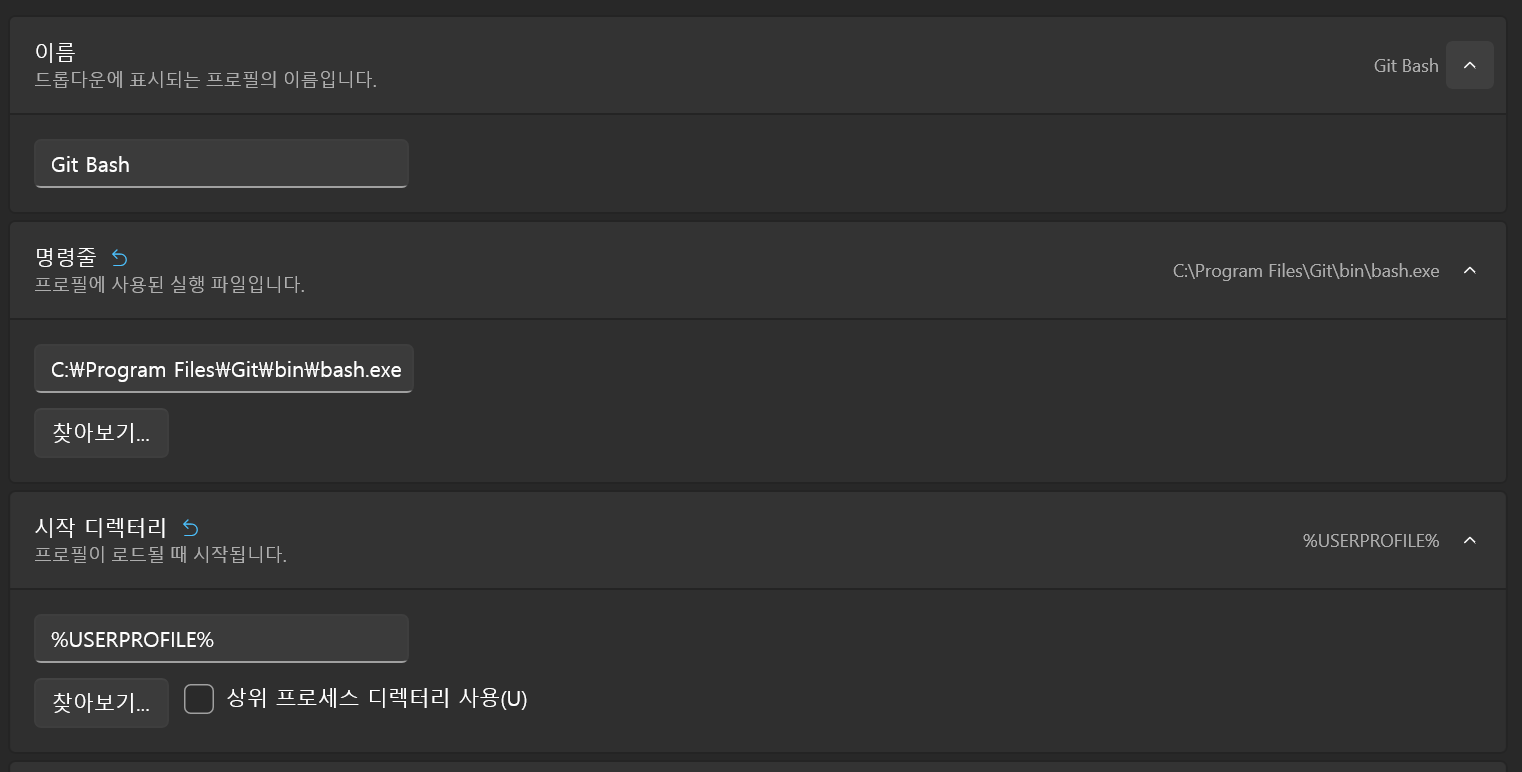 이름
드롭다운에 표시되는 프로필의 이름입니다.
Git Bash
Git Bash
명령줄
프로필에 사용된 실행 파일입니다.
C:\Program Files\Git\bin\bash.exe
C:₩Program Files₩Git₩bin₩bash.exe
찾아보기...
시작 디렉터리
프로필이 로드될 때 시작됩니다.
%USERPROFILE%
%USERPROFILE%
찾아보기...
상위 프로세스 디렉터리 사용(U)